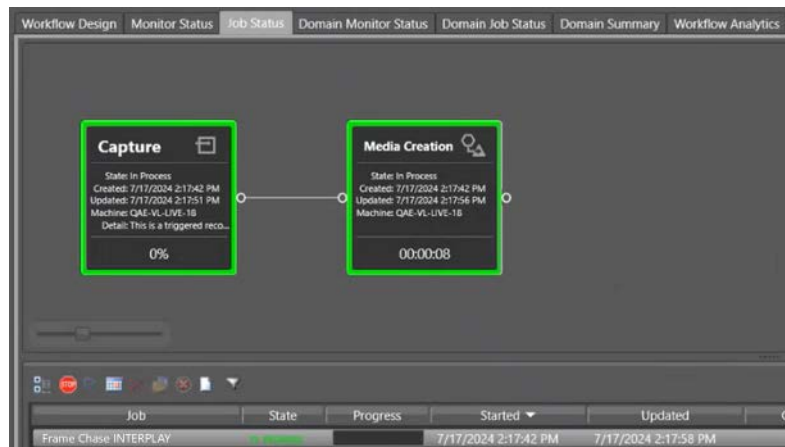 Workflow Design Monitor Status Job Status Domain Monitor Status Domain Job Status Domain Summary Workflow Analytics
Capture
State: In Process
Created: 7/17/2024 2:17:42 PM
Updated: 7/17/2024 2:17:51 PM
Machine: QAE-VL-LIVE-16
Detail: This is a triggered reco...
0%
Media Creation
State: In Process
Created: 7/17/2024 2:17:42 PM
Updated: 7/17/2024 2:17:56 PM
Machine: QAE-VL-LIVE-16
00:00:08
STOP
Job State Progress Started Updated
Frame Chase INTERPLAY 7/17/2024 2:17:42 PM 7/17/2024 2:17:58 PM